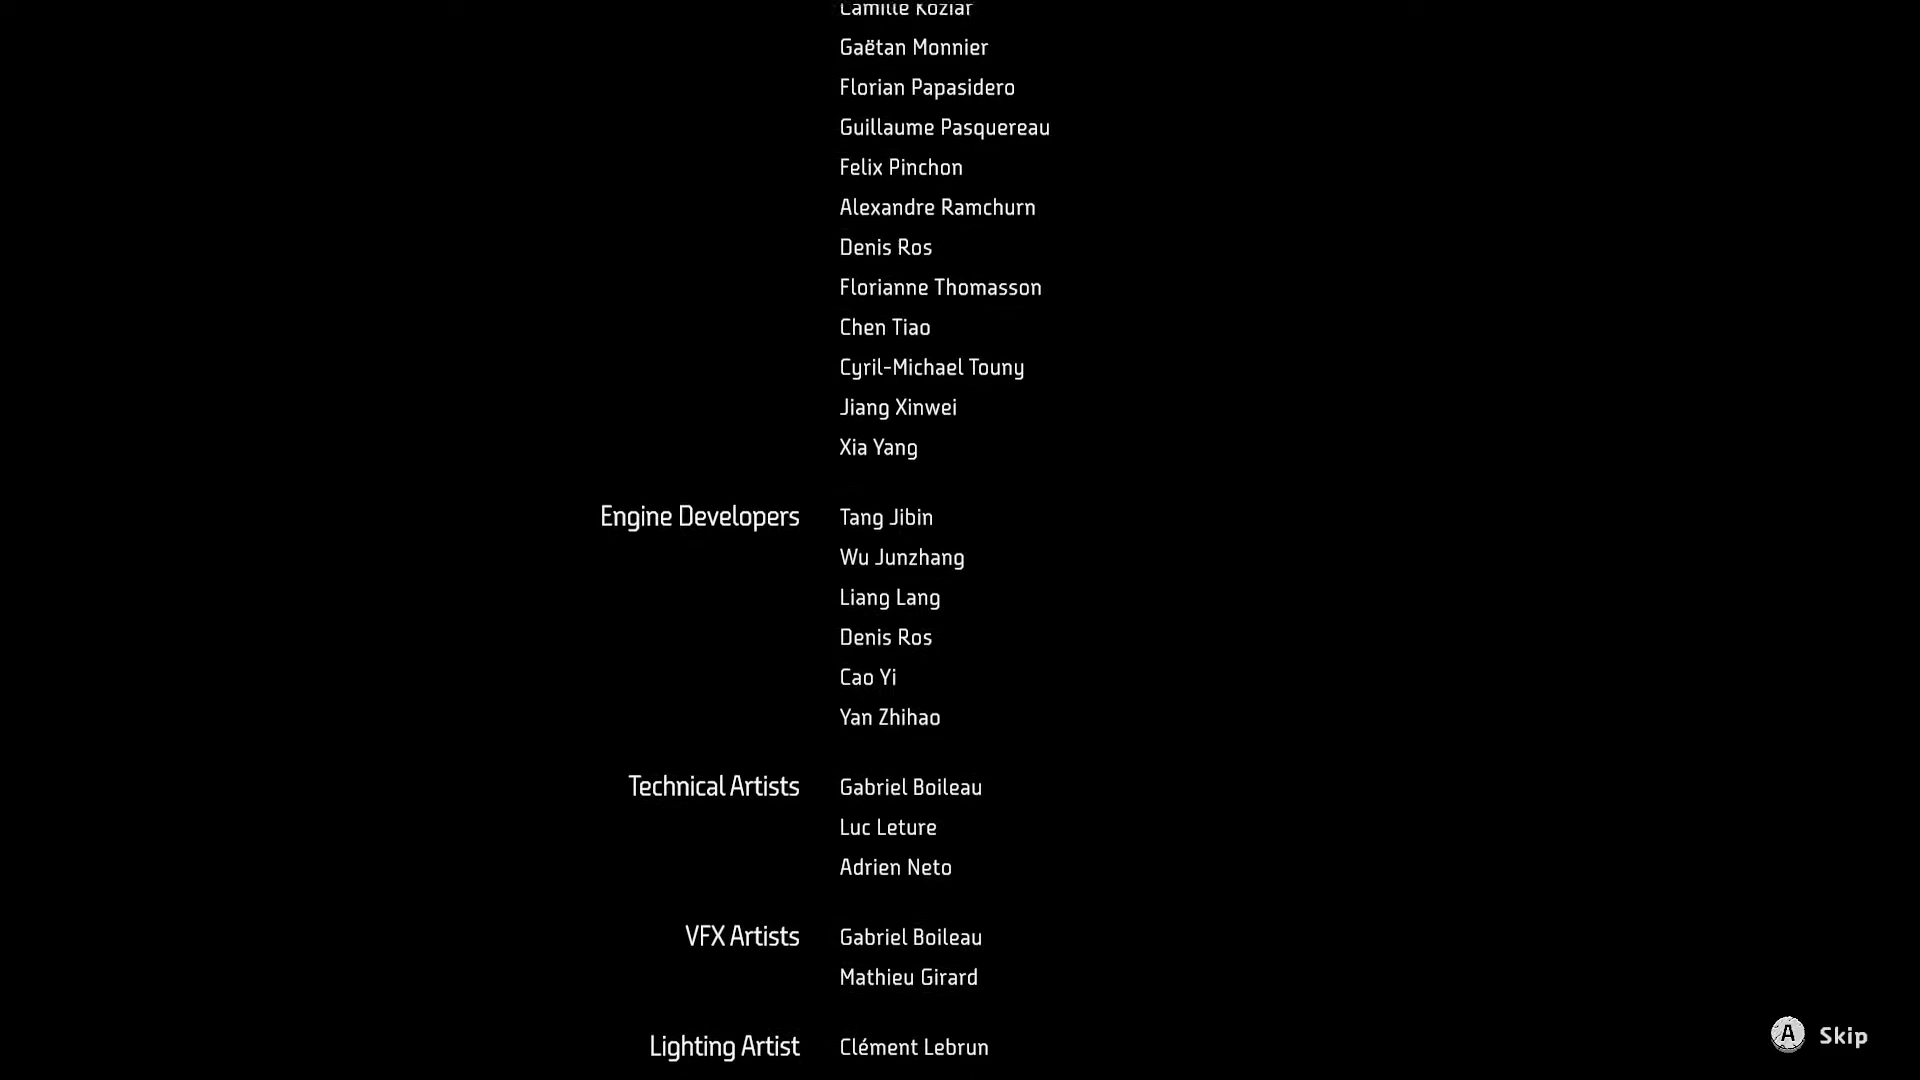 Camille Koziar
Gaëtan Monnier
Florian Papasidero
Guillaume Pasquereau
Felix Pinchon
Alexandre Ramchurn
Denis Ros
Florianne Thomasson
Chen Tiao
Cyril-Michael Touny
Jiang Xinwei
Xia Yang
Engine Developers Tang Jibin
Wu Junzhang
Liang Lang
Denis Ros
Cao Yi
Yan Zhihao
Technical Artists Gabriel Boileau
Luc Leture
Adrien Neto
VFX Artists Gabriel Boileau
Mathieu Girard
Lighting Artist Clément Lebrun
A Skip